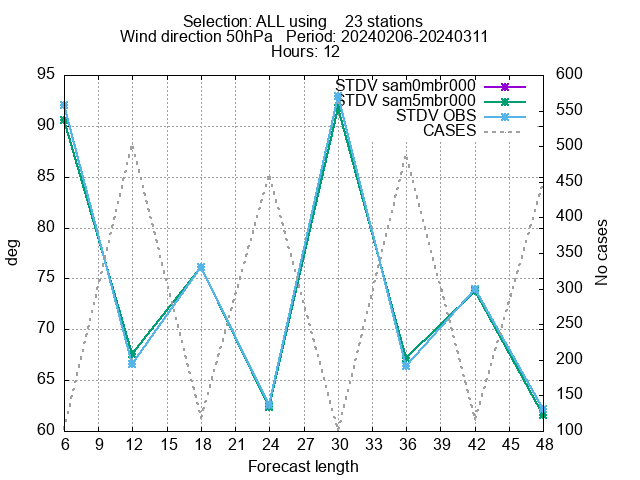 Selection: ALL using    23 stations
Wind direction 50hPa   Period: 20240206-20240311
Hours: 12
STDV sam0mbr000
STDV sam5mbr000
STDV OBS
CASES
95
90
85
80
75
70
65
60
600
550
500
450
400
350
300
250
200
150
100
deg
No cases
6 9 12 15 18 21 24 27 30 33 36 39 42 45 48
Forecast length